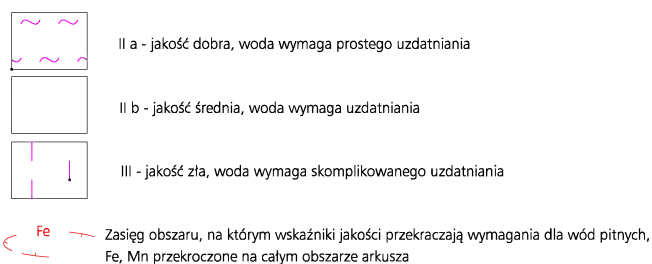 II a - jakość dobra, woda wymaga prostego uzdatniania
II b - jakość średnia, woda wymaga uzdatniania
III - jakość zła, woda wymaga skomplikowanego uzdatniania
Fe
Zasięg obszaru, na którym wskaźniki jakości przekraczają wymagania dla wód pitnych,
Fe, Mn przekroczone na całym obszarze arkusza